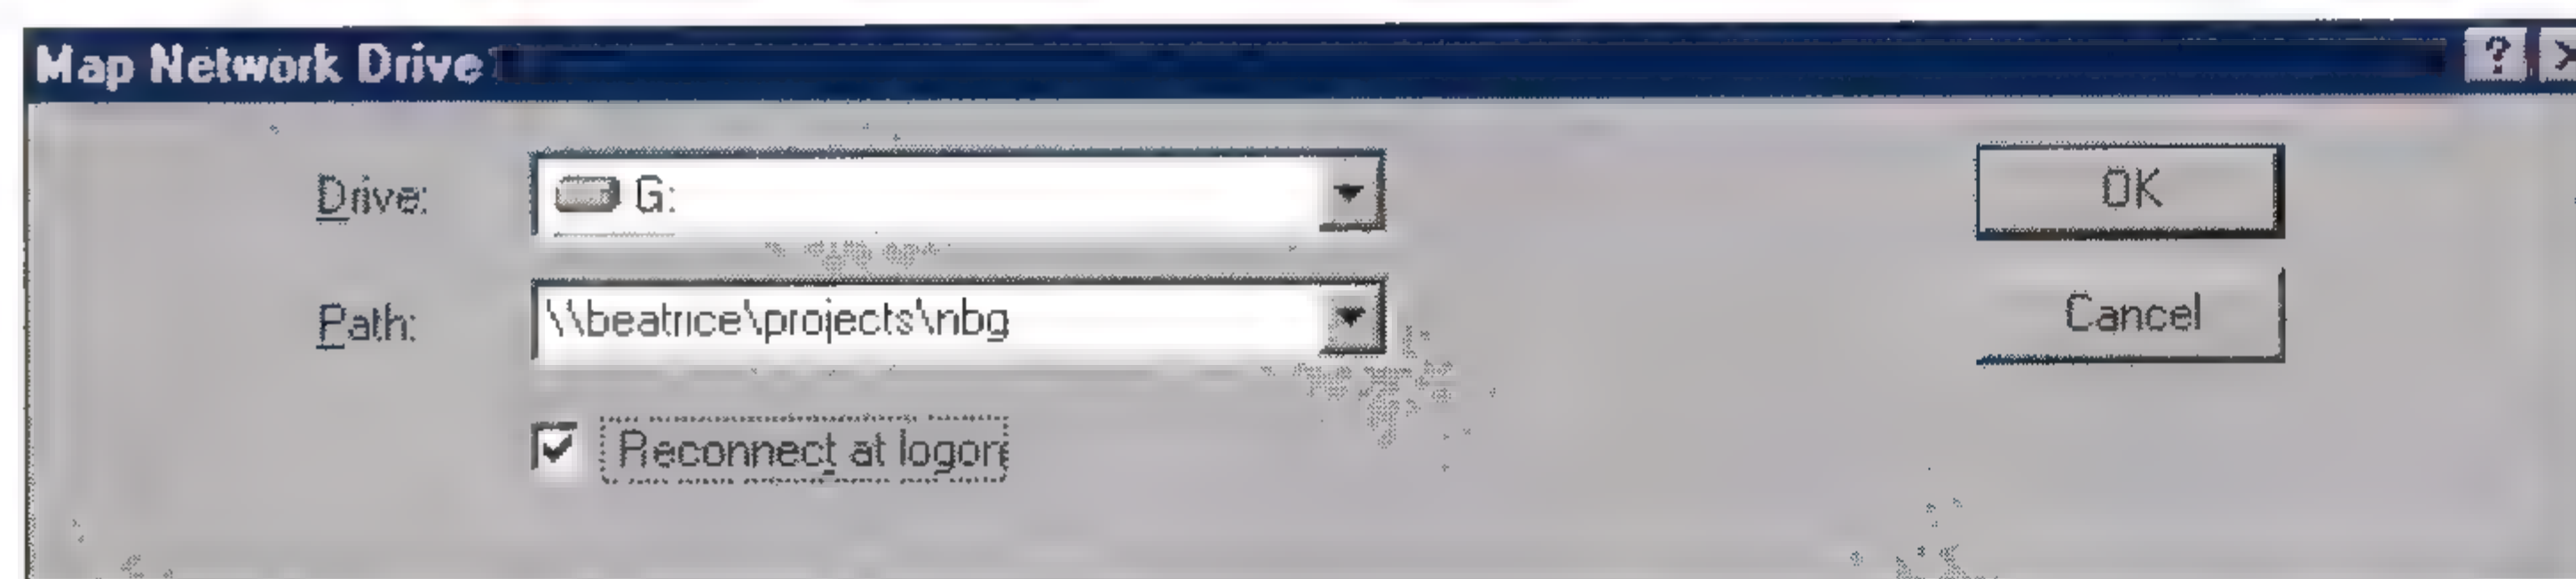 Map Network Drive
Drive: G: OK
Path: \\beatrice\projects\nbg Cancel
Reconnect at logon